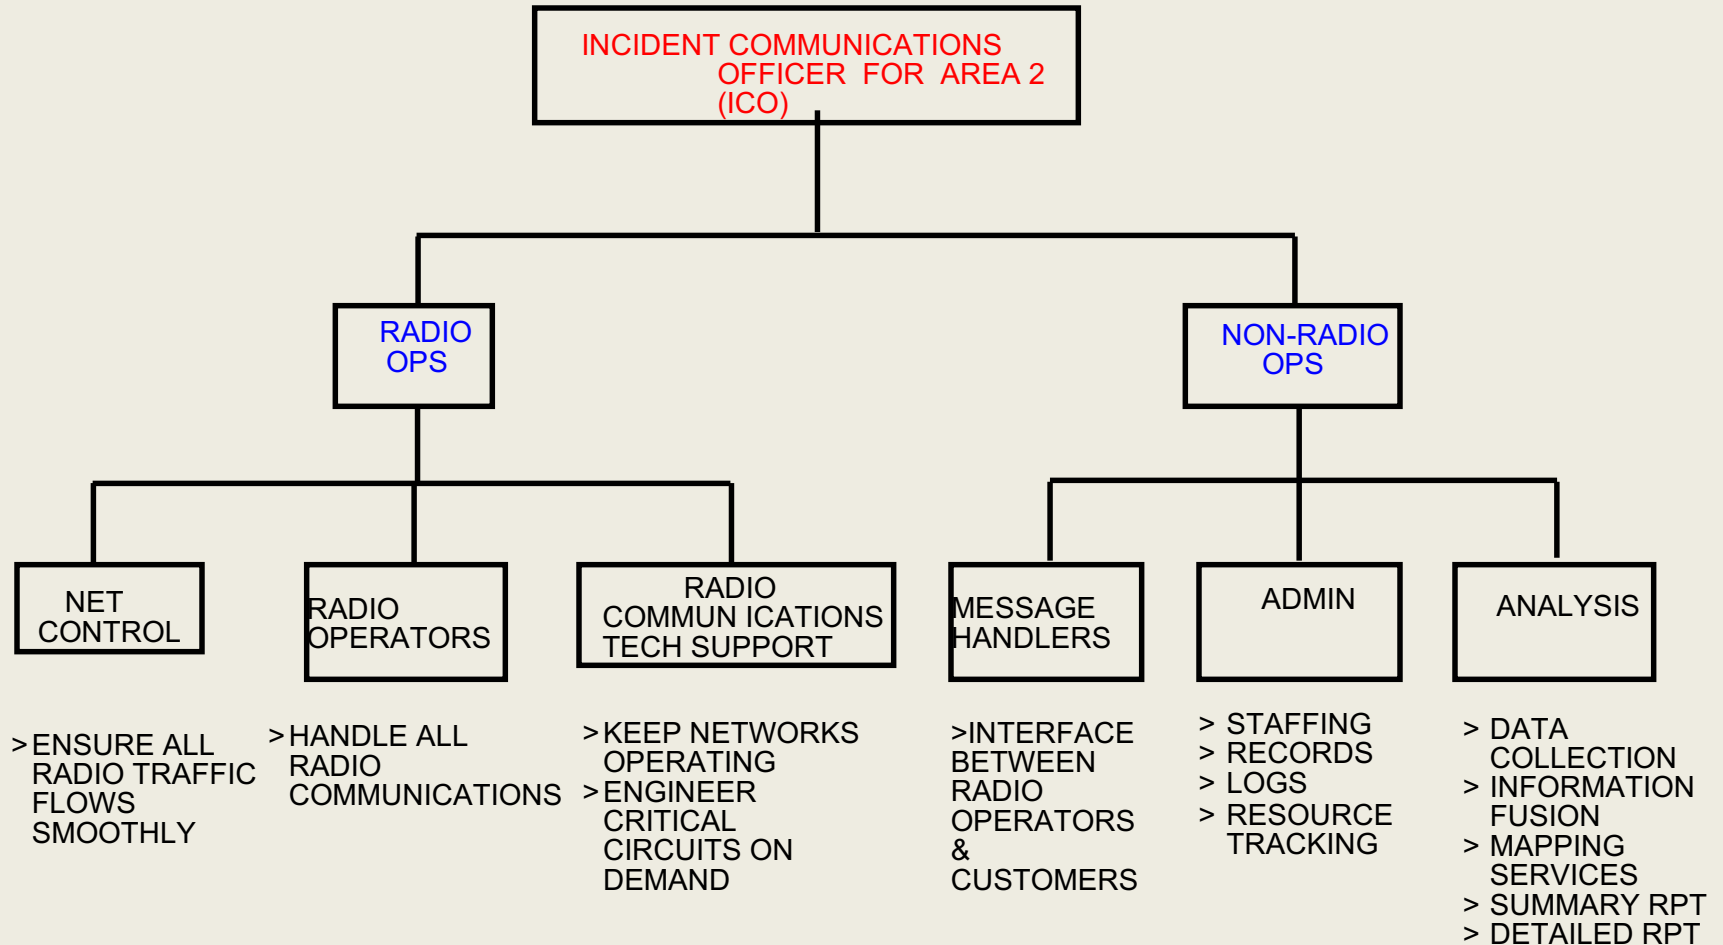 INCIDENT COMMUNICATIONS
OFFICER FOR AREA 2
(ICO)
RADIO
OPS
NON-RADIO
OPS
NET
CONTROL
RADIO
OPERATORS
RADIO
COMMUN ICATIONS
TECH SUPPORT
MESSAGE
HANDLERS
ADMIN
ANALYSIS
>ENSURE ALL
RADIO TRAFFIC
FLOWS
SMOOTHLY
>HANDLE ALL
RADIO
COMMUNICATIONS
>KEEP NETWORKS
OPERATING
>ENGINEER
CRITICAL
CIRCUITS ON
DEMAND
>INTERFACE
BETWEEN
RADIO
OPERATORS
&
CUSTOMERS
> STAFFING
> RECORDS
> LOGS
> RESOURCE
TRACKING
> DATA
COLLECTION
> INFORMATION
FUSION
> MAPPING
SERVICES
> SUMMARY RPT
> DETAILED RPT